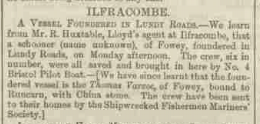 ILFRACOMBE.
A VESSEL FOUNDERED IN LUNDY ROADS.—We learn
from Mr. R. Huxtable, Lloyd's agent at Ilfracombe, that
a schooner (name unknown), of Fowey, foundered in
Lundy Roads, on Monday afternoon. The crew, six in
number, were all saved and brought in here by No. 4
Bristol Pilot Boat.—[We have since learnt that the foun-
dered vessel is the Thomas Varcoe, of Fowey, bound to
Runcorn, with China stone. The crew have been sent
to their homes by the Shipwrecked Fishermen Mariners'
Society.]